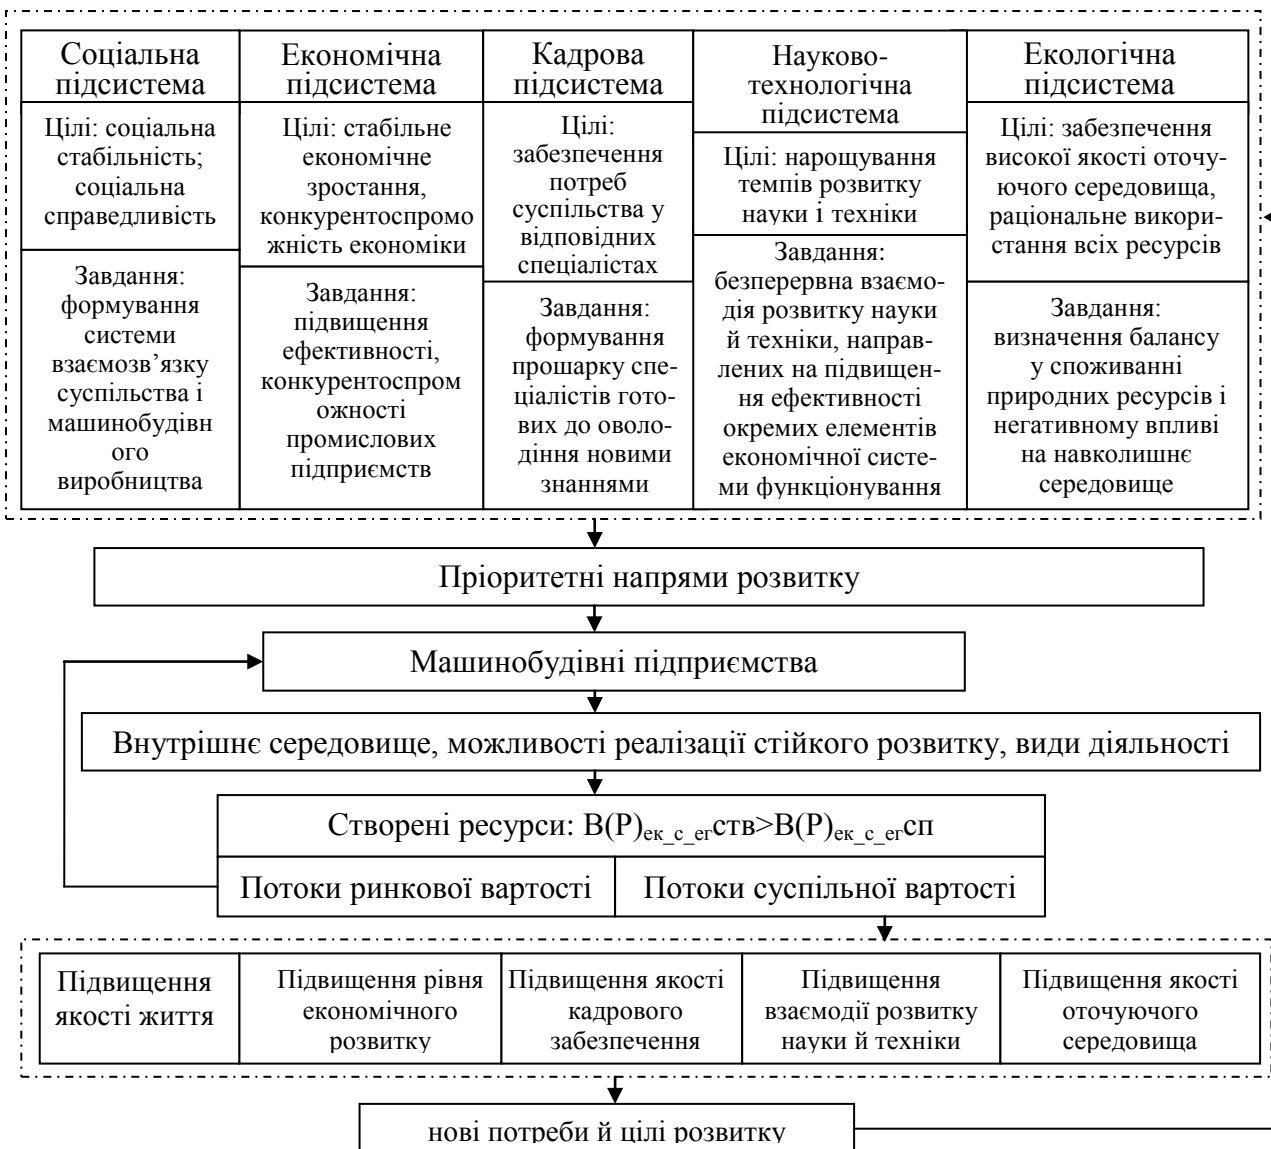 Соціальна
підсистема
Цілі: соціальна
стабільність;
соціальна
справедливість
Завдання:
формування
системи
взаємозв’язку
суспільства і
машинобудівн
ого
виробництва
Економічна
підсистема
Цілі: стабільне
економічне
зростання,
конкурентоспромо
жність економіки
Завдання:
підвищення
ефективності,
конкурентоспром
ожності
промислових
підприємств
Кадрова
підсистема
Цілі:
забезпечення
потреб
суспільства у
відповідних
спеціалістах
Завдання:
формування
прошарку спе-
ціалістів гото-
вих до оволо-
діння новими
знаннями
Науково-
технологічна
підсистема
Цілі: нарощування
темпів розвитку
науки і техніки
Завдання:
безперервна взаємо-
дія розвитку науки
й техніки, направ-
лених на підвищен-
ня ефективності
окремих елементів
економічної систе-
ми функціонування
Екологічна
підсистема
Цілі: забезпечення
високої якості оточу-
ючого середовища,
раціональне викори-
стання всіх ресурсів
Завдання:
визначення балансу
у споживанні
природних ресурсів і
негативному впливі
на навколишнє
середовище
Пріоритетні напрями розвитку
Машинобудівні підприємства
Внутрішнє середовище, можливості реалізації стійкого розвитку, види діяльності
Створені ресурси: В(Р)ек_с_егств>В(Р)ек_с_егсп
Потоки ринкової вартості
Потоки суспільної вартості
Підвищення
якості життя
Підвищення рівня
економічного
розвитку
Підвищення якості
кадрового
забезпечення
Підвищення
взаємодії розвитку
науки й техніки
Підвищення якості
оточуючого
середовища
нові потреби й цілі розвитку